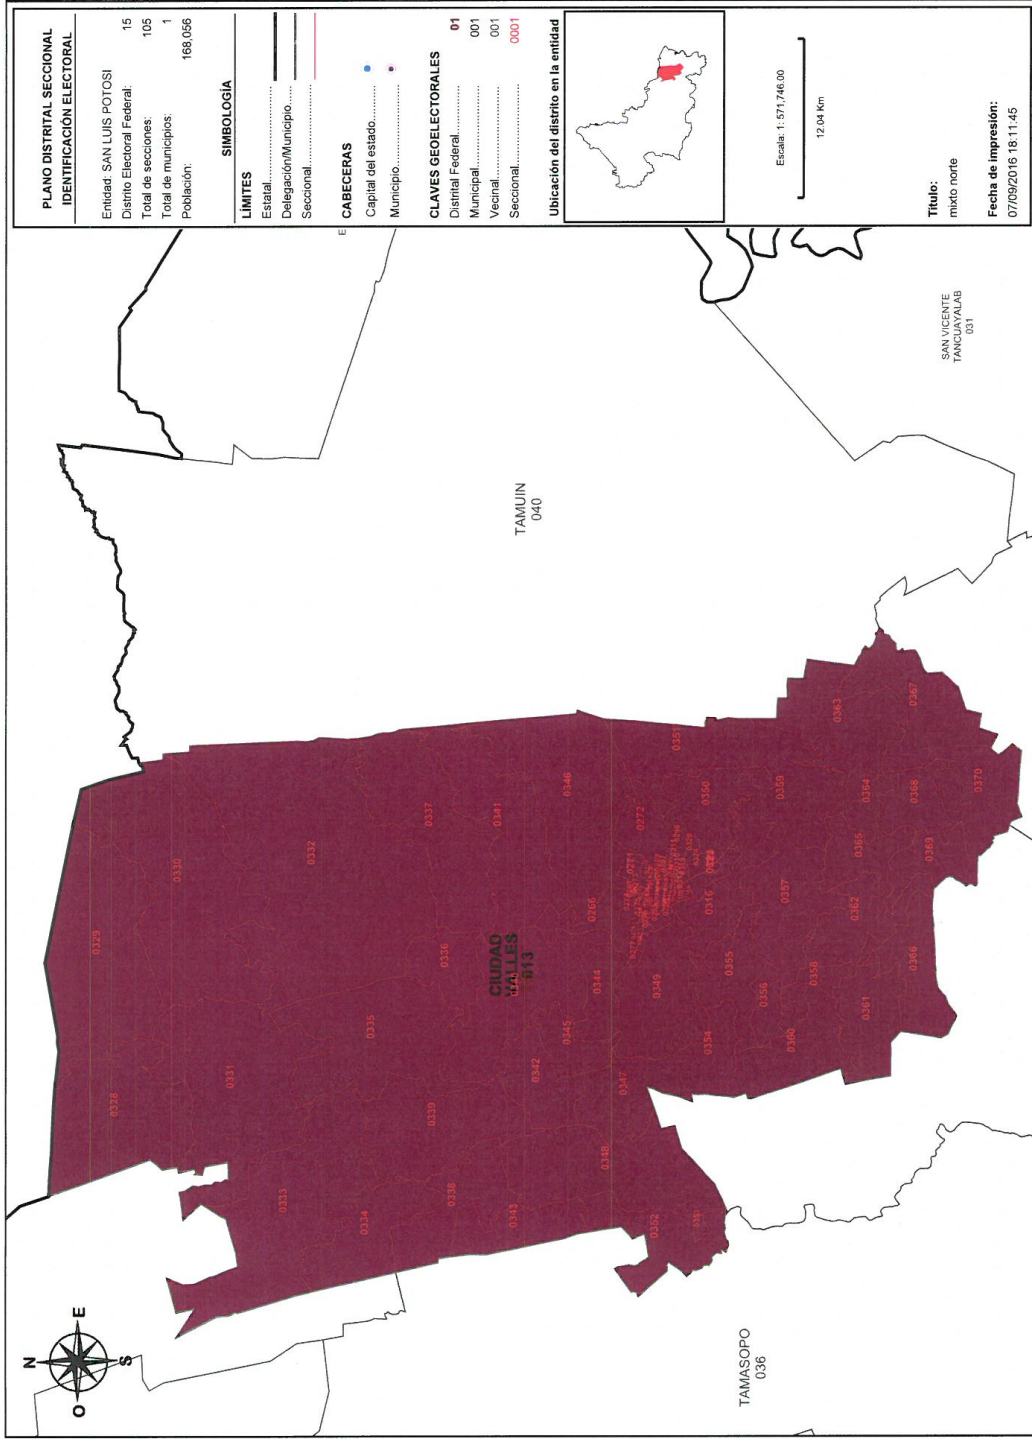 PLANO DISTRITAL SECCIONAL
IDENTIFICACIÓN ELECTORAL
Entidad: SAN LUIS POTOSI
Distrito Electoral Federal: 15
Total de secciones: 105
Total de municipios: 1
Población: 168,056
SIMBOLOGÍA
LÍMITES
Estatal
Delegación/Municipio
Seccional
CABECERAS
Capital del estado
Municipio
CLAVES GEOELECTORALES
Distrital Federal 01
Municipal 001
Vecinal 001
Seccional 0001
Ubicación del distrito en la entidad
Escala: 1: 571,746.00
12.04 Km
Título:
mixto norte
Fecha de impresión:
07/09/2016 18:11:45
N
O
E
S
E
TAMUIN
040
SAN VICENTE
TANCUAYALAB
031
TAMASOPO
036
CIUDAD
VALLES
013
0329
0328
0330
0331
0332
0333
0334
0335
0336
0337
0339
0338
0341
0343
0342
0345
0346
0266
0344
0347
0348
0272
0271
0349
0351
0350
0316
0354
0355
0356
0359
0357
0358
0360
0363
0364
0365
0362
0361
0367
0368
0369
0366
0370